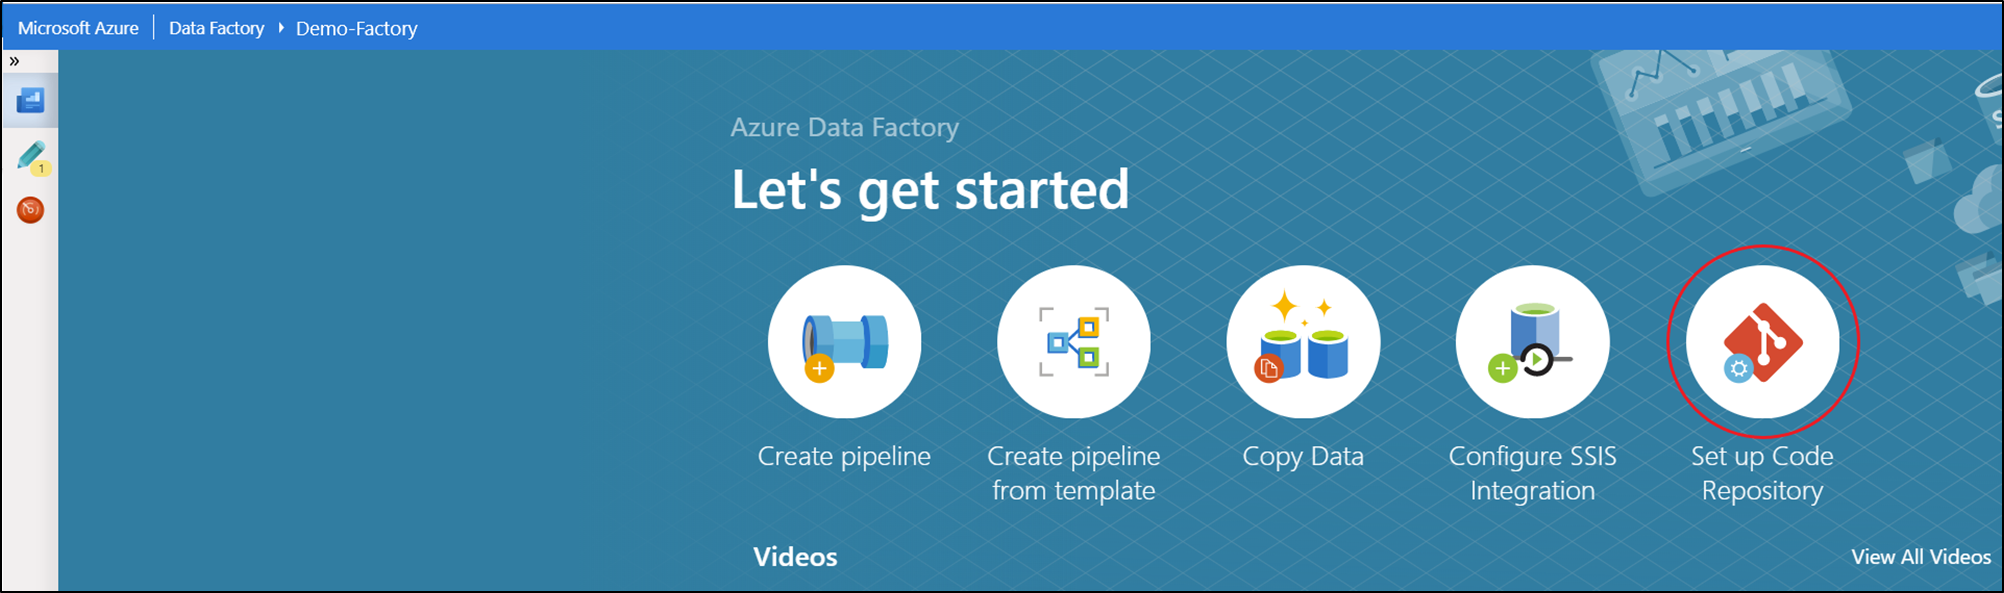 Microsoft Azure Data Factory Demo-Factory
»
1
Azure Data Factory
Let's get started
Create pipeline
Create pipeline
from template
Copy Data
Configure SSIS
Integration
Set up Code
Repository
Videos
View All Videos